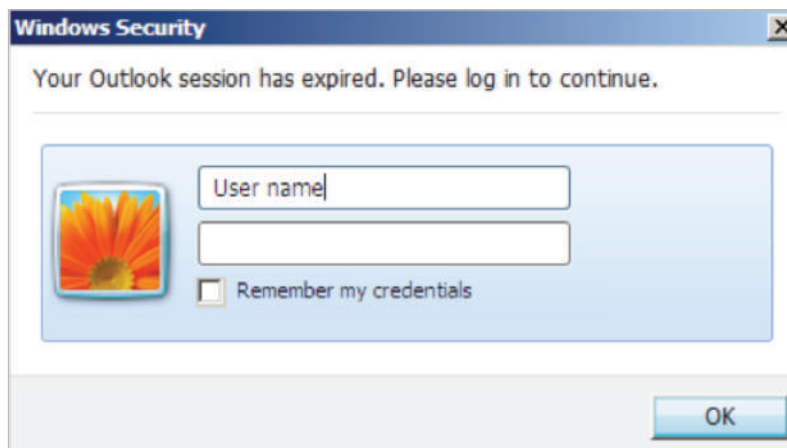 Windows Security
Your Outlook session has expired. Please log in to continue.
User name
Remember my credentials
OK